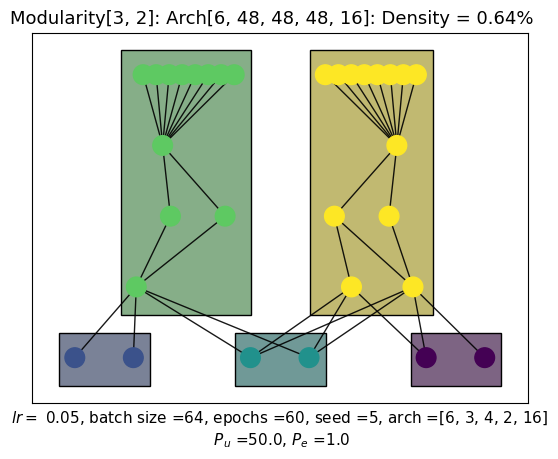 Modularity[3, 2]: Arch[6, 48, 48, 48, 16]: Density = 0.64%
lr = 0.05, batch size =64, epochs =60, seed =5, arch =[6, 3, 4, 2, 16]
P_u =50.0, P_e =1.0